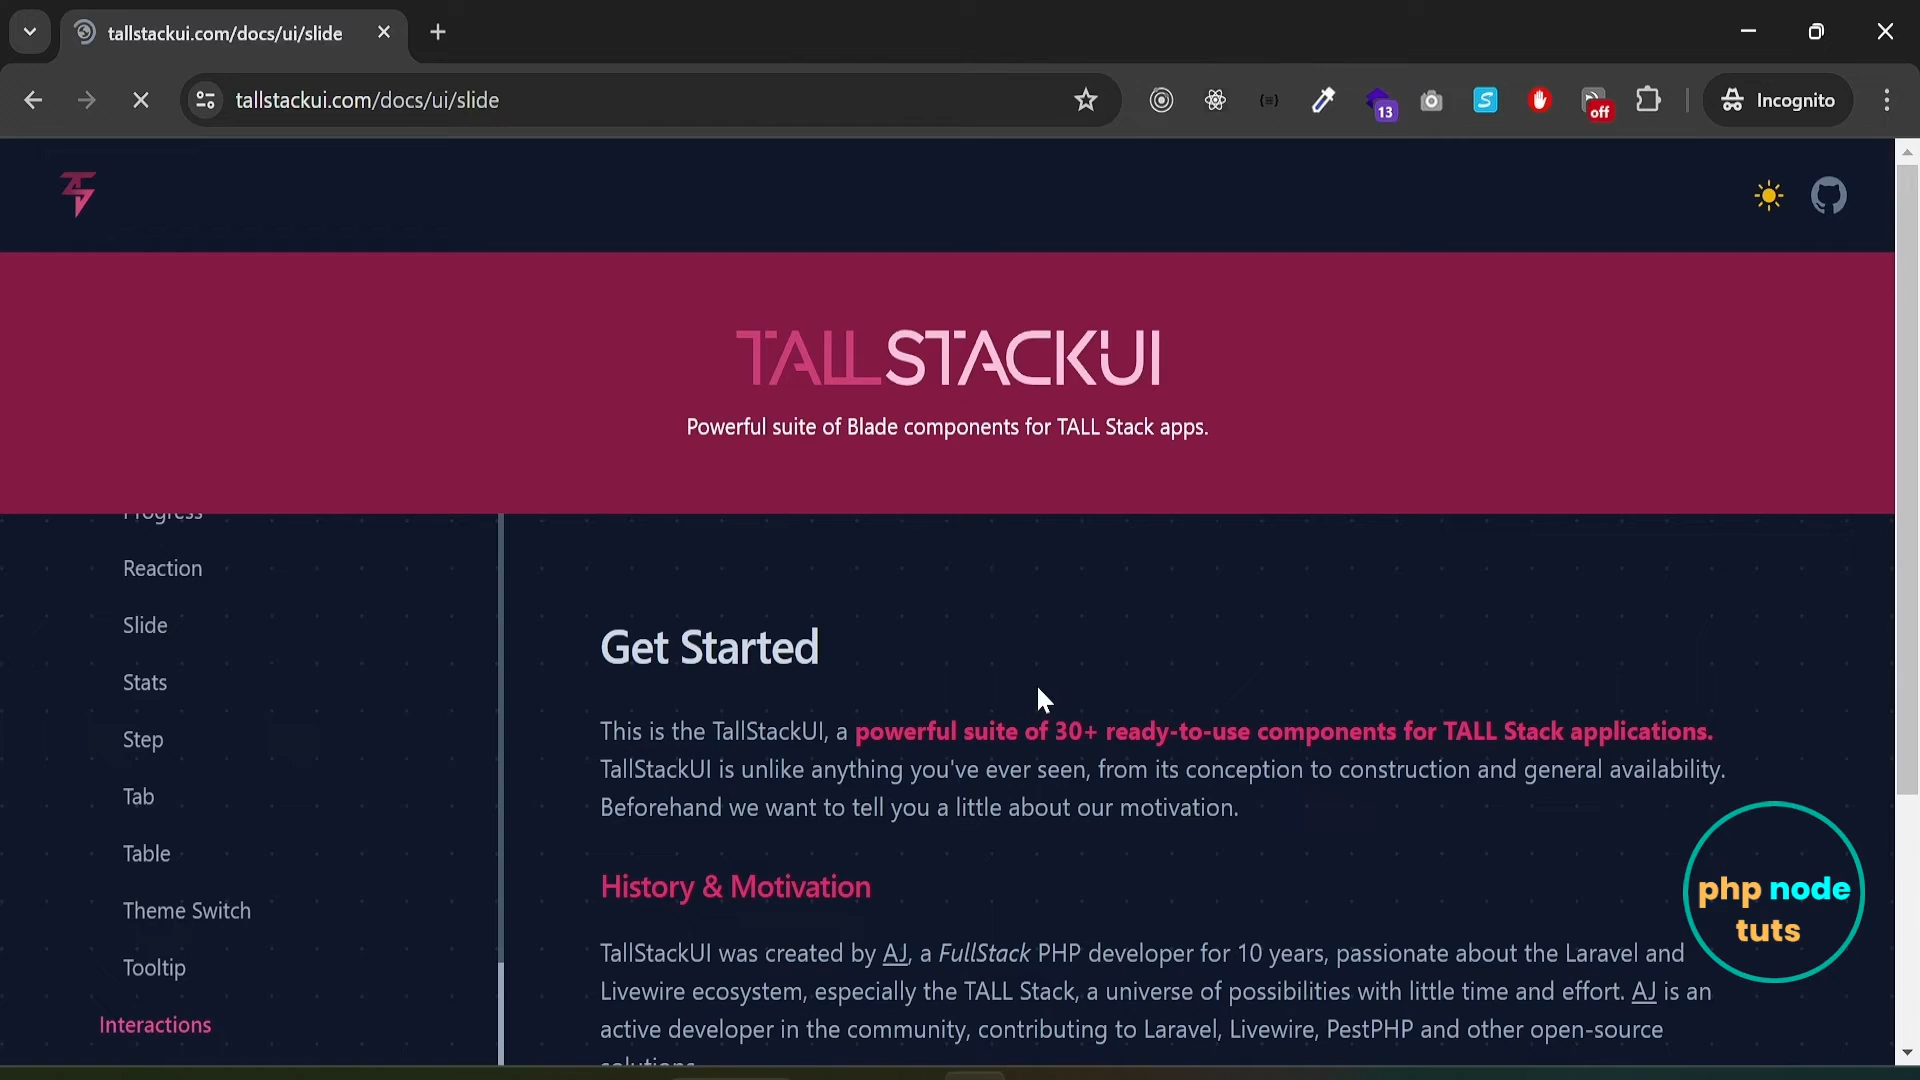 tallstackui.com/docs/ui/slide
tallstackui.com/docs/ui/slide
13
off
Incognito
TALLSTACKUI
Powerful suite of Blade components for TALL Stack apps.
Progress
Reaction
Slide
Stats
Step
Tab
Table
Theme Switch
Tooltip
Interactions
Get Started
This is the TallStackUI, a powerful suite of 30+ ready-to-use components for TALL Stack applications.
TallStackUI is unlike anything you've ever seen, from its conception to construction and general availability.
Beforehand we want to tell you a little about our motivation.
History & Motivation
TallStackUI was created by AJ, a FullStack PHP developer for 10 years, passionate about the Laravel and
Livewire ecosystem, especially the TALL Stack, a universe of possibilities with little time and effort. AJ is an
active developer in the community, contributing to Laravel, Livewire, PestPHP and other open-source
solutions.
php node
tuts